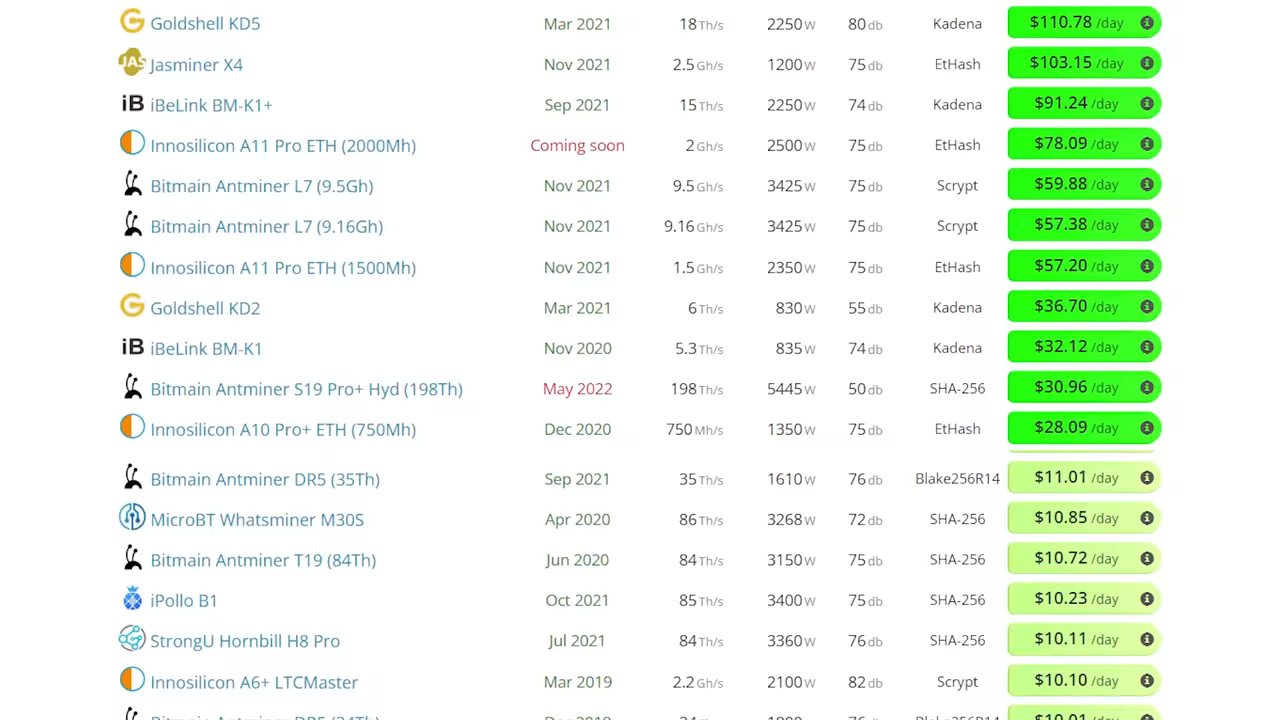 Goldshell KD5 Mar 2021 18 Th/s 2250 W 80 db Kadena $110.78 /day
JAS Jasminer X4 Nov 2021 2.5 Gh/s 1200 W 75 db EtHash $103.15 /day
iB iBeLink BM-K1+ Sep 2021 15 Th/s 2250 W 74 db Kadena $91.24 /day
Innosilicon A11 Pro ETH (2000Mh) Coming soon 2 Gh/s 2500 W 75 db EtHash $78.09 /day
Bitmain Antminer L7 (9.5Gh) Nov 2021 9.5 Gh/s 3425 W 75 db Scrypt $59.88 /day
Bitmain Antminer L7 (9.16Gh) Nov 2021 9.16 Gh/s 3425 W 75 db Scrypt $57.38 /day
Innosilicon A11 Pro ETH (1500Mh) Nov 2021 1.5 Gh/s 2350 W 75 db EtHash $57.20 /day
Goldshell KD2 Mar 2021 6 Th/s 830 W 55 db Kadena $36.70 /day
iB iBeLink BM-K1 Nov 2020 5.3 Th/s 835 W 74 db Kadena $32.12 /day
Bitmain Antminer S19 Pro+ Hyd (198Th) May 2022 198 Th/s 5445 W 50 db SHA-256 $30.96 /day
Innosilicon A10 Pro+ ETH (750Mh) Dec 2020 750 Mh/s 1350 W 75 db EtHash $28.09 /day
Bitmain Antminer DR5 (35Th) Sep 2021 35 Th/s 1610 W 76 db Blake256R14 $11.01 /day
MicroBT Whatsminer M30S Apr 2020 86 Th/s 3268 W 72 db SHA-256 $10.85 /day
Bitmain Antminer T19 (84Th) Jun 2020 84 Th/s 3150 W 75 db SHA-256 $10.72 /day
iPollo B1 Oct 2021 85 Th/s 3400 W 75 db SHA-256 $10.23 /day
StrongU Hornbill H8 Pro Jul 2021 84 Th/s 3360 W 76 db SHA-256 $10.11 /day
Innosilicon A6+ LTCMaster Mar 2019 2.2 Gh/s 2100 W 82 db Scrypt $10.10 /day
Bitmain Antminer DR5 (34Th)